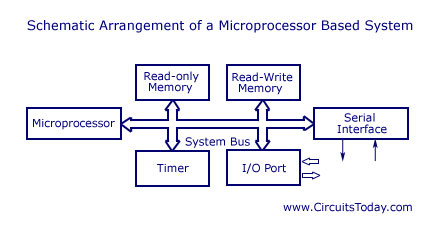 Schematic Arrangement of a Microprocessor Based System
Read-only
Memory
Read-Write
Memory
Microprocessor
Serial
Interface
System Bus
Timer
I/O Port
www.CircuitsToday.com